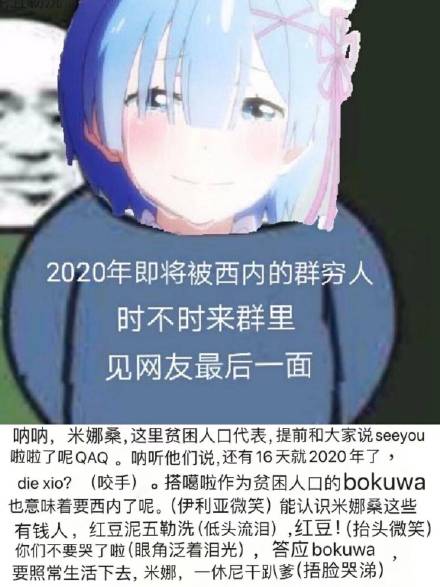 2020年即将被西内的群穷人
时不时来群里
见网友最后一面
呐呐，米娜桑,这里贫困人口代表,提前和大家说seeyou
啦啦了呢QAQ 。呐听他们说,还有16天就2020年了，
die xio? （咬手）。搭噶啦作为贫困人口的bokuwa
也意味着要西内了呢。(伊利亚微笑) 能认识米娜桑这些
有钱人，红豆泥五勒洗(低头流泪) ,红豆! (抬头微笑)
你们不要哭了啦(眼角泛着泪光) ，答应bokuwa ，
要照常生活下去, 米娜，一休尼干趴爹(捂脸哭涕)